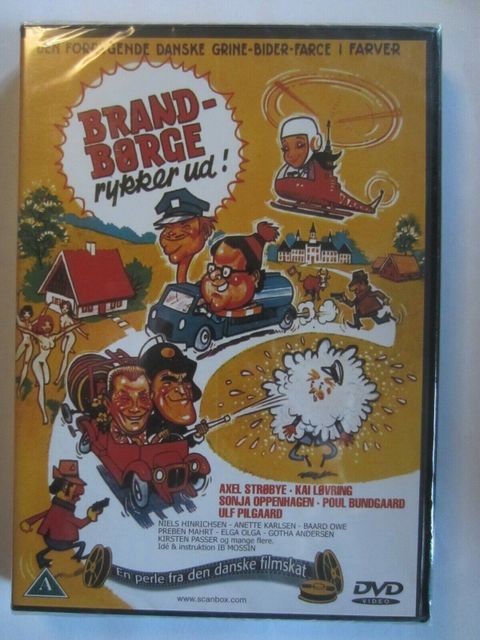 DEN FORRYGENDE DANSKE GRINE-BIDER-FARCE I FARVER
BRAND-
BØRGE
rykker ud!
AXEL STRØBYE · KAI LØVRING
SONJA OPPENHAGEN · POUL BUNDGAARD
ULF PILGAARD
NIELS HINRICHSEN - ANETTE KARLSEN - BAARD OWE
PREBEN MAHRT - ELGA OLGA - GOTHA ANDERSEN
KIRSTEN PASSER og mange flere.
Idé & instruktion IB MOSSIN
En perle fra den danske filmskat
A
www.scanbox.com
DVD
VIDEO